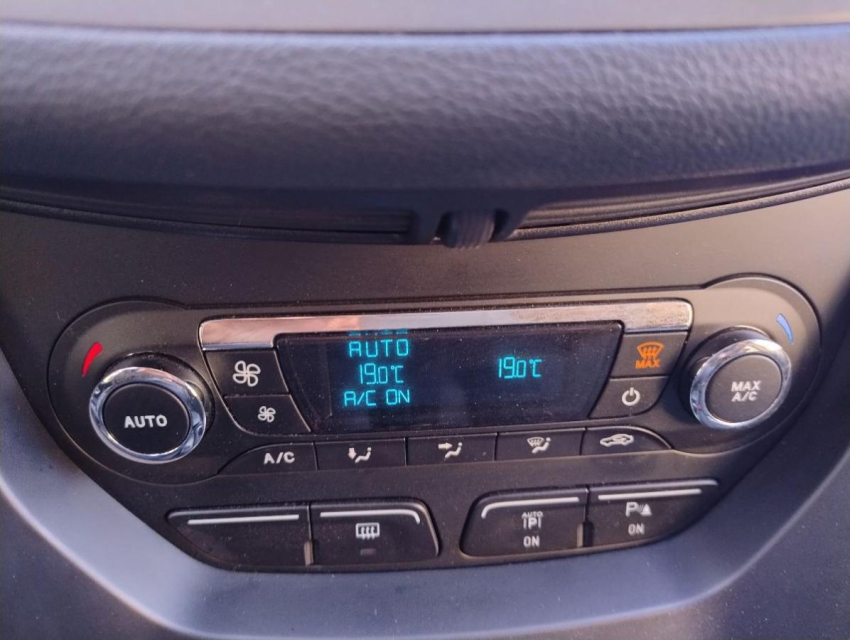 AUTO
19.0℃
A/C ON
19.0℃
MAX
AUTO
MAX
A/C
A/C
AUTO
P
ON
P
ON